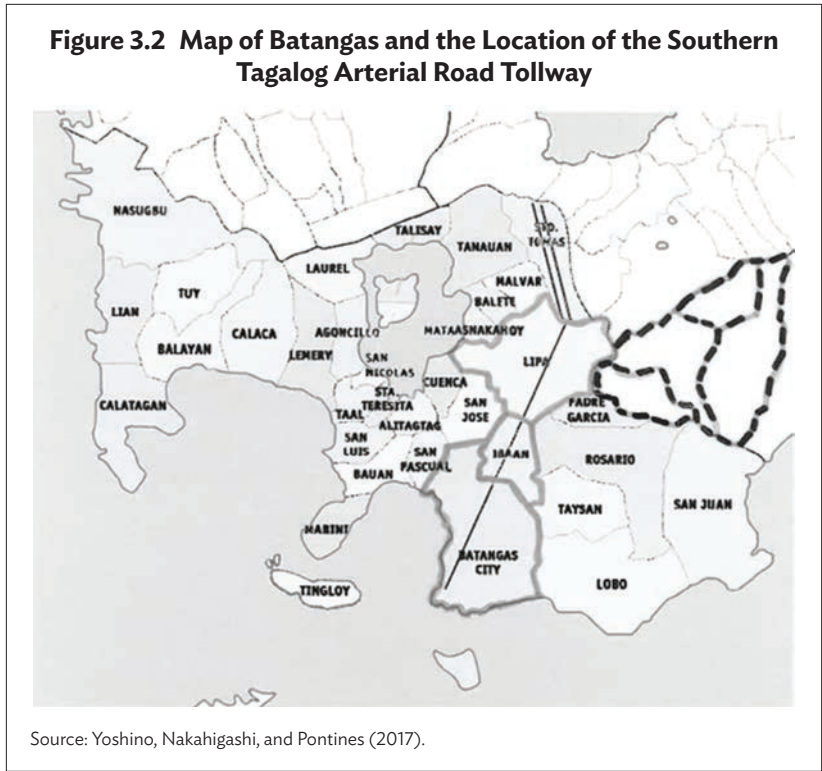 Figure 3.2 Map of Batangas and the Location of the Southern
Tagalog Arterial Road Tollway
NASUGBU
TALISAY
STO.
TOMAS
TANAUAN
LAUREL
MALVAR
TUY
BALETE
LIAN
CALACA
AGONCILLO
MATAASNAKAHOY
BALAYAN
LEMERY
SAN
NICOLAS
LIPA
CUENCA
CALATAGAN
STA.
TERESITA
TAAL
SAN
JOSE
PADRE
GARCIA
ALITAGTAG
SAN
LUIS
SAN
PASCUAL
IBAAN
ROSARIO
BAUAN
TAYSAN
SAN JUAN
MABINI
BATANGAS
CITY
TINGLOY
LOBO
Source: Yoshino, Nakahigashi, and Pontines (2017).